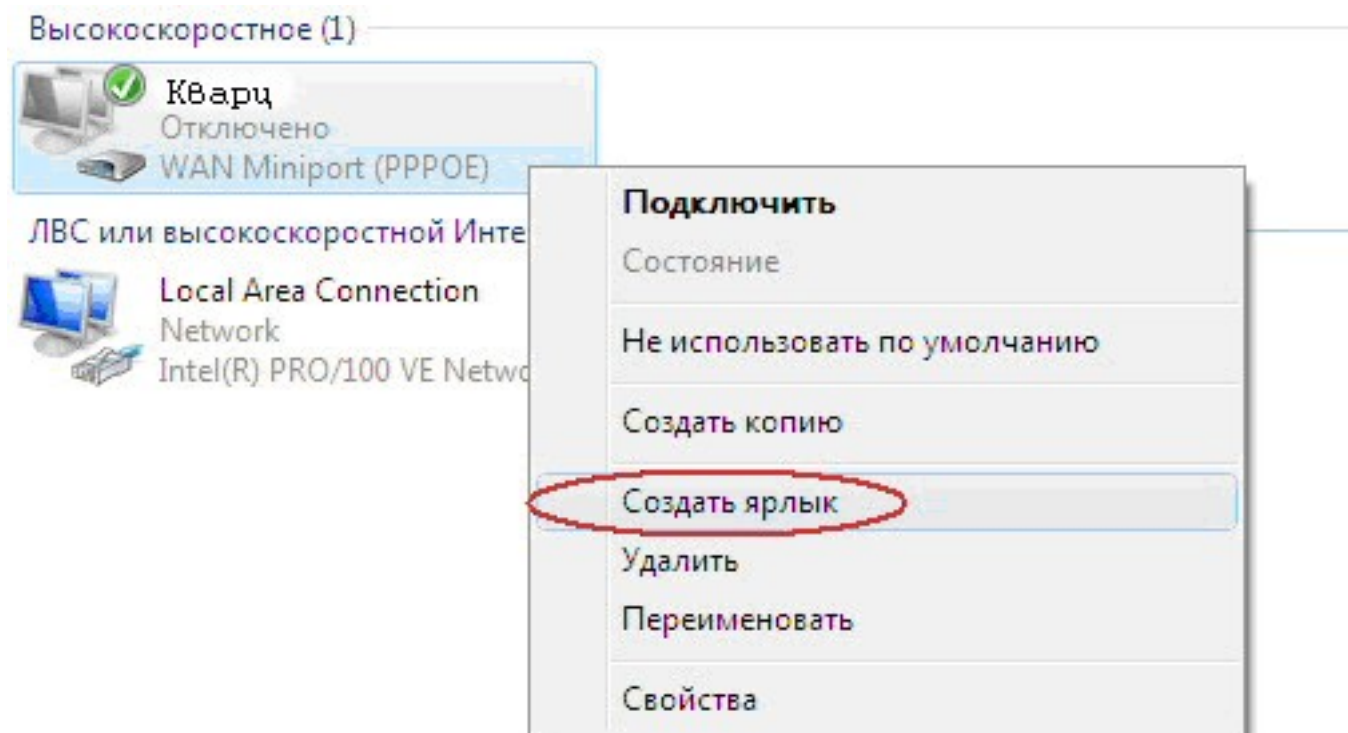 Высокоскоростное (1)
Кварц
Отключено
WAN Miniport (PPPOE)
ЛВС или высокоскоростной Инте
Local Area Connection
Network
Intel(R) PRO/100 VE Netwo
Подключить
Состояние
Не использовать по умолчанию
Создать копию
Создать ярлык
Удалить
Переименовать
Свойства